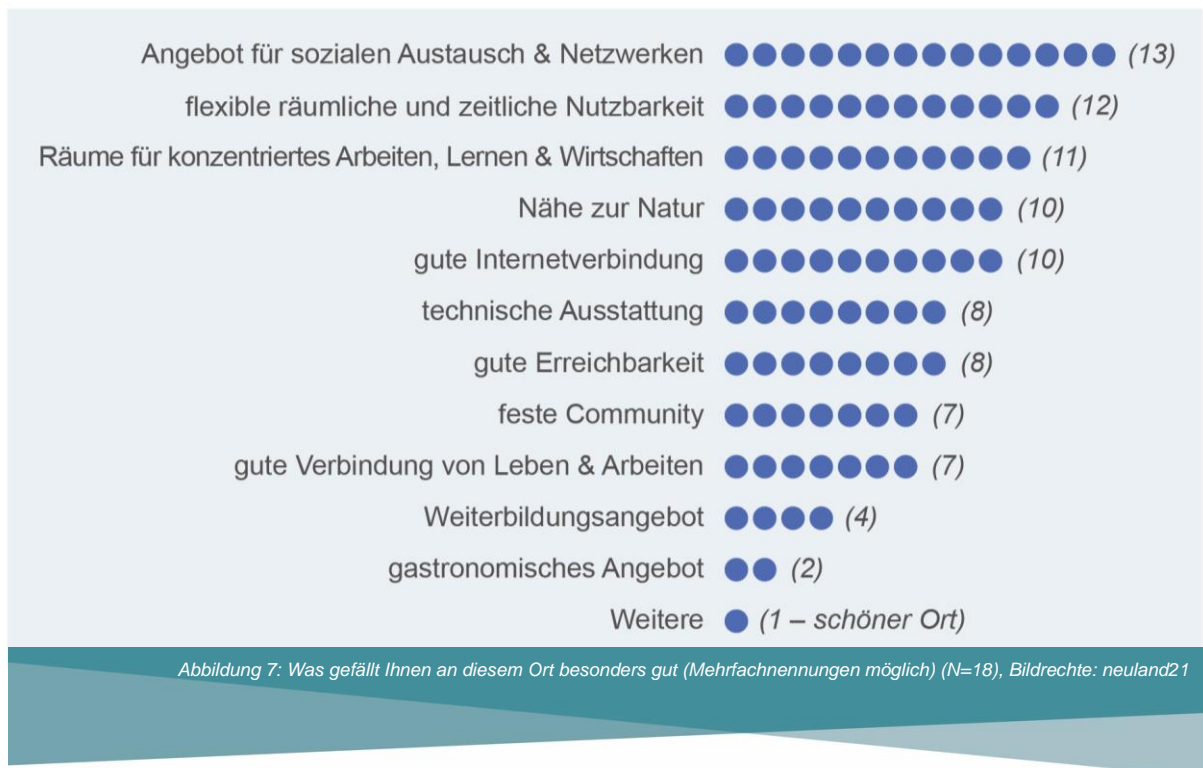 Angebot für sozialen Austausch & Netzwerken (13)
flexible räumliche und zeitliche Nutzbarkeit (12)
Räume für konzentriertes Arbeiten, Lernen & Wirtschaften (11)
Nähe zur Natur (10)
gute Internetverbindung (10)
technische Ausstattung (8)
gute Erreichbarkeit (8)
feste Community (7)
gute Verbindung von Leben & Arbeiten (7)
Weiterbildungsangebot (4)
gastronomisches Angebot (2)
Weitere (1 – schöner Ort)
Abbildung 7: Was gefällt Ihnen an diesem Ort besonders gut (Mehrfachnennungen möglich) (N=18), Bildrechte: neuland21